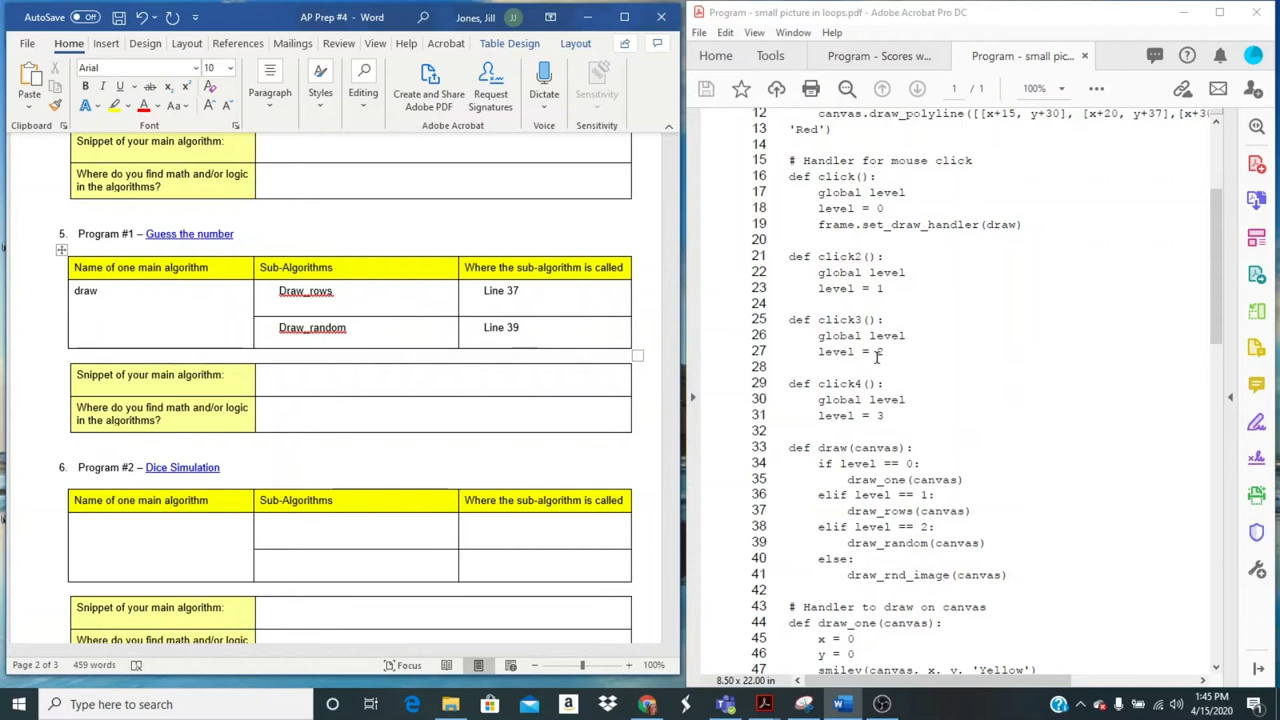 AutoSave Off AP Prep #4 - Word Jones, Jill JJ
File Home Insert Design Layout References Mailings Review View Help Acrobat Table Design Layout
Paste
Arial 10
B I U
A A Aa
Paragraph
Styles
Editing
Create and Share
Adobe PDF
Request
Signatures
Dictate
Sensitivity
Clipboard Font Adobe Acrobat Voice Sensitivity
Snippet of your main algorithm:
Where do you find math and/or logic
in the algorithms?
5. Program #1 – Guess the number
Name of one main algorithm Sub-Algorithms Where the sub-algorithm is called
draw Draw_rows Line 37
Draw_random Line 39
Snippet of your main algorithm:
Where do you find math and/or logic
in the algorithms?
6. Program #2 – Dice Simulation
Name of one main algorithm Sub-Algorithms Where the sub-algorithm is called
Snippet of your main algorithm:
Where do you find math and/or logic
Page 2 of 3 459 words Focus 100%
Program - small picture in loops.pdf - Adobe Acrobat Pro DC
File Edit View Window Help
Home Tools Program - Scores w... Program - small pic...
1 / 1 100%
12 canvas.draw_polyline([[x+15, y+30], [x+20, y+37],[x+3
13 'Red')
14
15 # Handler for mouse click
16 def click():
17 global level
18 level = 0
19 frame.set_draw_handler(draw)
20
21 def click2():
22 global level
23 level = 1
24
25 def click3():
26 global level
27 level = 2
28
29 def click4():
30 global level
31 level = 3
32
33 def draw(canvas):
34 if level == 0:
35 draw_one(canvas)
36 elif level == 1:
37 draw_rows(canvas)
38 elif level == 2:
39 draw_random(canvas)
40 else:
41 draw_rnd_image(canvas)
42
43 # Handler to draw on canvas
44 def draw_one(canvas):
45 x = 0
46 y = 0
47 smiley(canvas, x, y, 'Yellow')
8.50 x 22.00 in
Type here to search
1:45 PM
4/15/2020